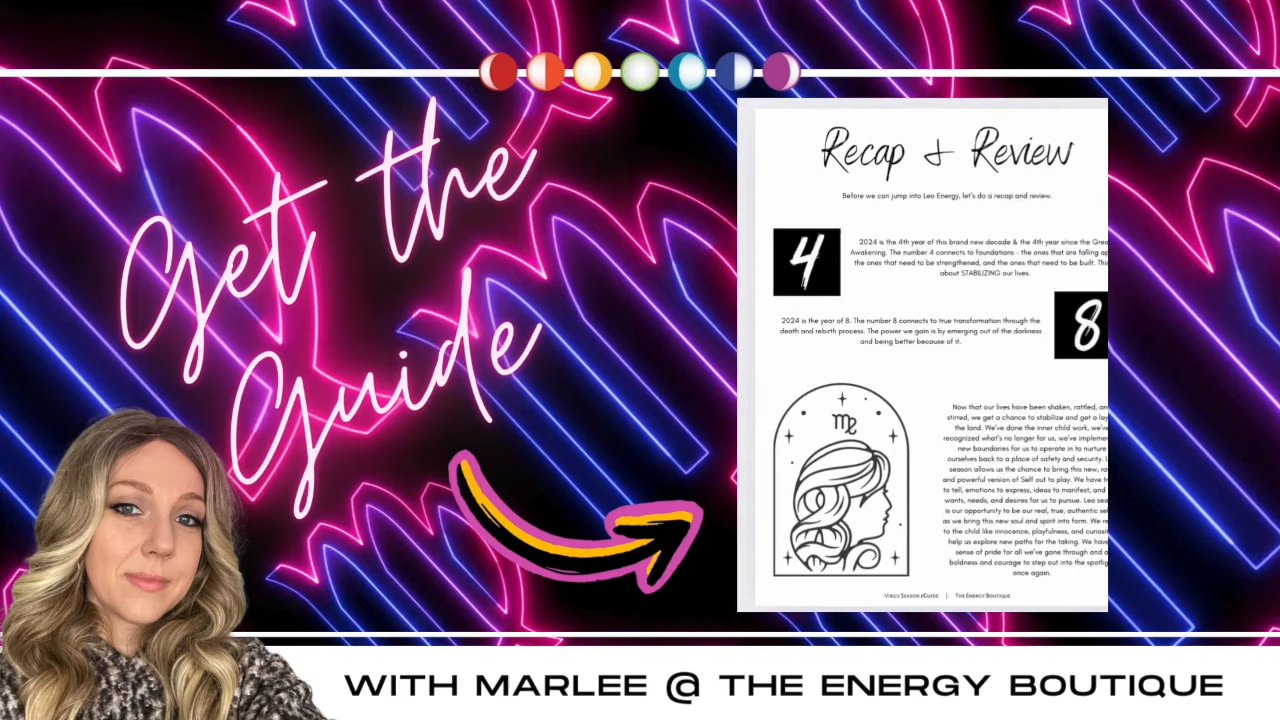 Get the
Guide
Recap & Review
Before we can jump into Leo Energy, let's do a recap and review.
4
2024 is the 4th year of this brand new decade & the 4th year since the
Awakening. The number 4 connects to foundations - the ones that are falling
the ones that need to be strengthened, and the ones that need to be built.
about STABILIZING our lives.
8
2024 is the year of 8. The number 8 connects to true transformation through the
death and rebirth process. The power we gain is by emerging out of the darkness
and being better because of it.
♍
Now that our lives have been shaken, rattled,
stirred, we get a chance to stabilize and get a
the land. We've done the inner child work,
recognized what's no longer for us, we've
new boundaries for us to operate in to nurture
ourselves back to a place of safety and security.
season allows us the chance to bring this new,
and powerful version of Self out to play. We have
to tell, emotions to express, ideas to manifest, and
wants, needs, and desires for us to pursue. Leo
is our opportunity to be our real, true, authentic
as we bring this new soul and spirit into form. We
to the child like innocence, playfulness, and
help us explore new paths for the taking. We have
sense of pride for all we've gone through and
boldness and courage to step out into the
once again.
Virgo Season eGuide | The Energy Boutique
WITH MARLEE @ THE ENERGY BOUTIQUE